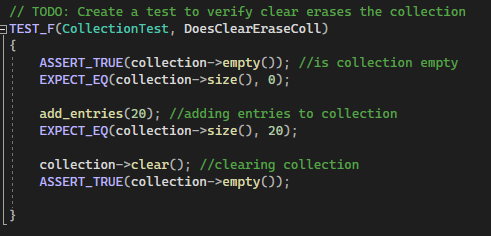 // TODO: Create a test to verify clear erases the collection
TEST_F(CollectionTest, DoesClearEraseColl)
{
    ASSERT_TRUE(collection->empty()); //is collection empty
    EXPECT_EQ(collection->size(), 0);

    add_entries(20); //adding entries to collection
    EXPECT_EQ(collection->size(), 20);

    collection->clear(); //clearing collection
    ASSERT_TRUE(collection->empty());

}